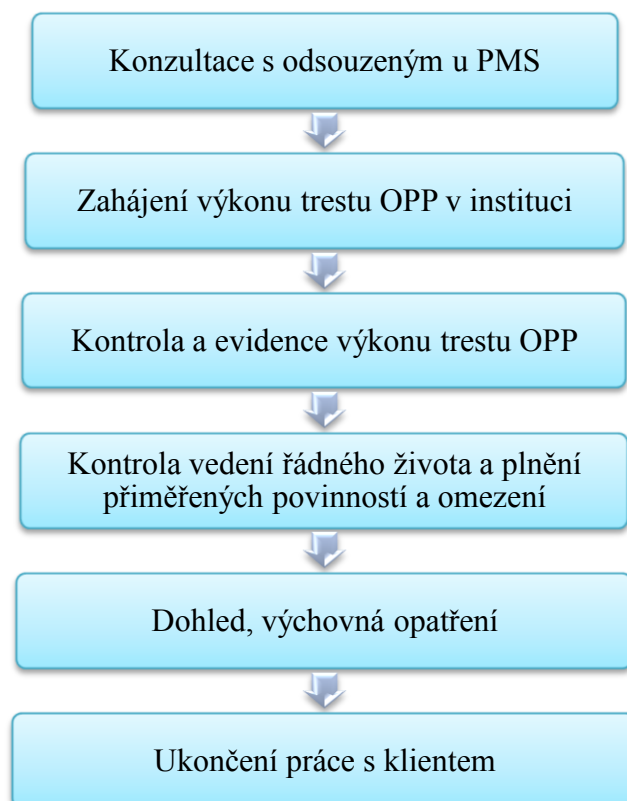 Konzultace s odsouzeným u PMS
Zahájení výkonu trestu OPP v instituci
Kontrola a evidence výkonu trestu OPP
Kontrola vedení řádného života a plnění
přiměřených povinností a omezení
Dohled, výchovná opatření
Ukončení práce s klientem